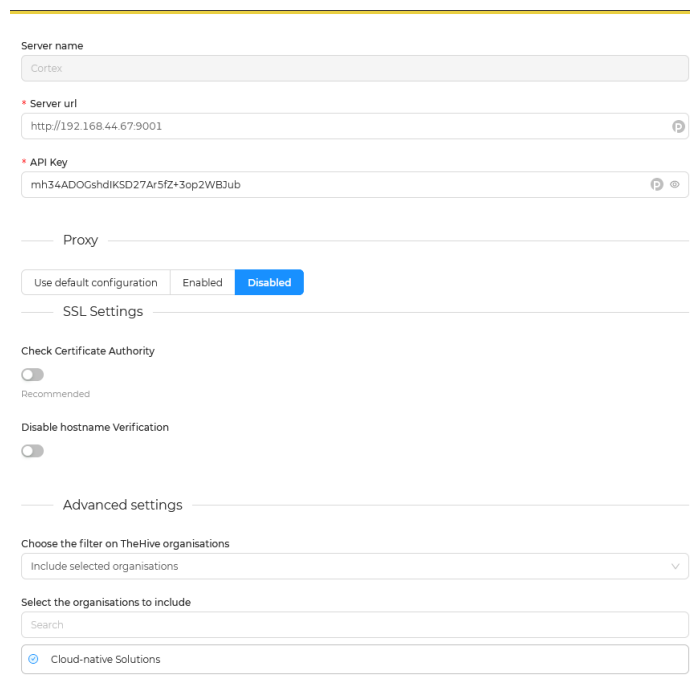 Server name
Cortex
* Server url
http://192.168.44.67:9001
* API Key
mh34ADOGshdIKSD27Ar5fZ+3op2WBJub
Proxy
Use default configuration Enabled Disabled
SSL Settings
Check Certificate Authority
Recommended
Disable hostname Verification
Advanced settings
Choose the filter on TheHive organisations
Include selected organisations
Select the organisations to include
Search
Cloud-native Solutions